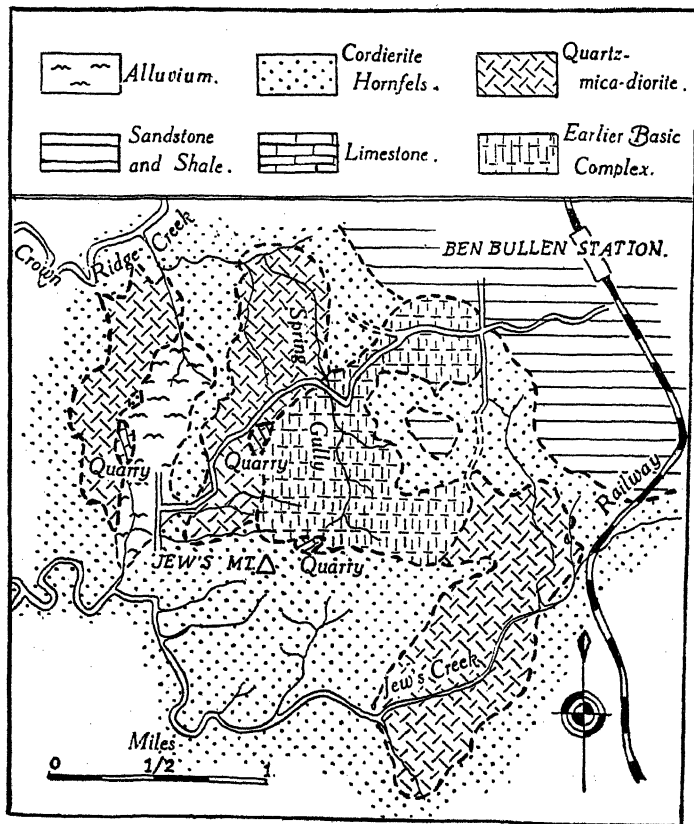 Alluvium.
Cordierite
Hornfels.
Quartz-
mica-diorite.
Sandstone
and Shale.
Limestone.
Earlier Basic
Complex.
Crown
Ridge
Creek
BEN BULLEN STATION.
Spring
Gully
Quarry
Quarry
Railway
JEW'S MT.
Quarry
Jew's Creek
Miles
0 1/2 1